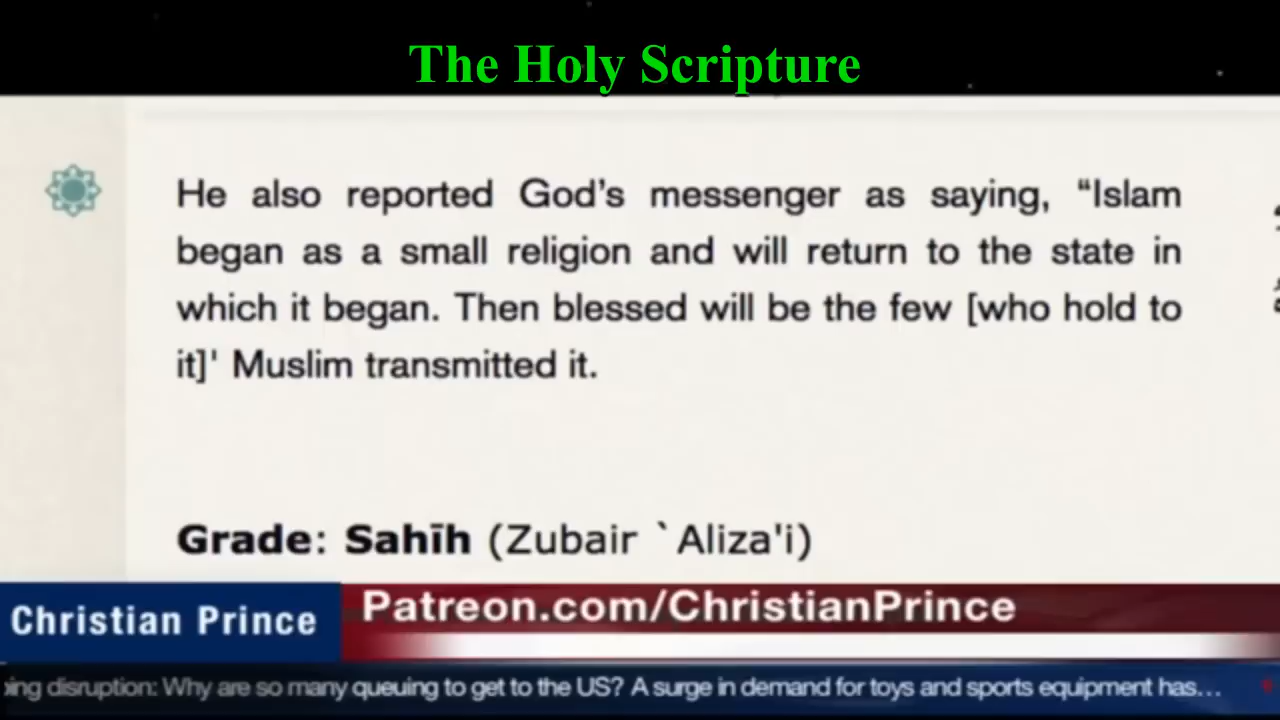 The Holy Scripture
He also reported God's messenger as saying, “Islam
began as a small religion and will return to the state in
which it began. Then blessed will be the few [who hold to
it]' Muslim transmitted it.
Grade: Sahīh (Zubair `Aliza'i)
Christian Prince
Patreon.com/ChristianPrince
disruption: Why are so many queuing to get to the US? A surge in demand for toys and sports equipment has...